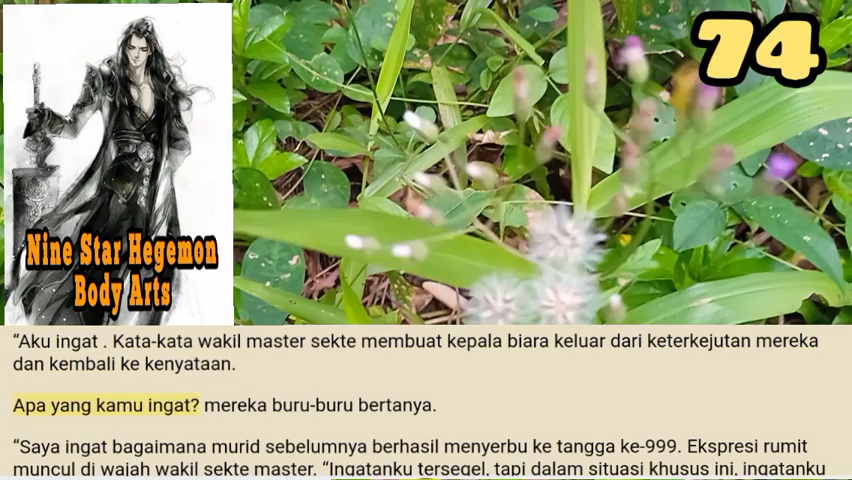 74
Nine Star Hegemon
Body Arts
“Aku ingat . Kata-kata wakil master sekte membuat kepala biara keluar dari keterkejutan mereka
dan kembali ke kenyataan.
Apa yang kamu ingat? mereka buru-buru bertanya.
“Saya ingat bagaimana murid sebelumnya berhasil menyerbu ke tangga ke-999. Ekspresi rumit
muncul di wajah wakil sekte master. “Ingatanku tersegel, tapi dalam situasi khusus ini, ingatanku